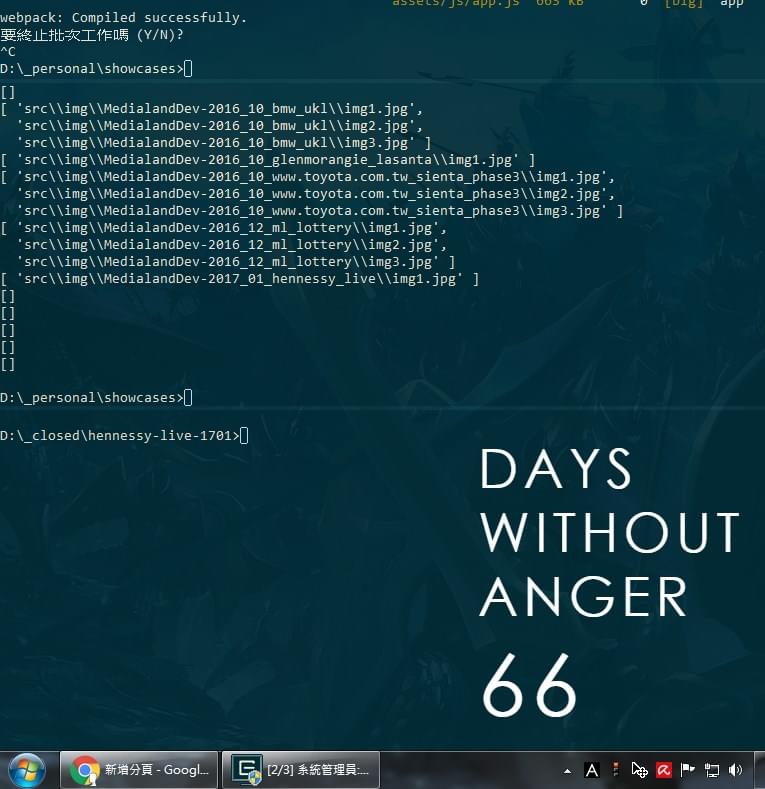 assets/js/app.js  663 kB       0  [big]  app
webpack: Compiled successfully.
要終止批次工作嗎 (Y/N)?
^C
D:\_personal\showcases>
[]
[ 'src\\img\\MedialandDev-2016_10_bmw_ukl\\img1.jpg',
  'src\\img\\MedialandDev-2016_10_bmw_ukl\\img2.jpg',
  'src\\img\\MedialandDev-2016_10_bmw_ukl\\img3.jpg' ]
[ 'src\\img\\MedialandDev-2016_10_glenmorangie_lasanta\\img1.jpg' ]
[ 'src\\img\\MedialandDev-2016_10_www.toyota.com.tw_sienta_phase3\\img1.jpg',
  'src\\img\\MedialandDev-2016_10_www.toyota.com.tw_sienta_phase3\\img2.jpg',
  'src\\img\\MedialandDev-2016_10_www.toyota.com.tw_sienta_phase3\\img3.jpg' ]
[ 'src\\img\\MedialandDev-2016_12_ml_lottery\\img1.jpg',
  'src\\img\\MedialandDev-2016_12_ml_lottery\\img2.jpg',
  'src\\img\\MedialandDev-2016_12_ml_lottery\\img3.jpg' ]
[ 'src\\img\\MedialandDev-2017_01_hennessy_live\\img1.jpg' ]
[]
[]
[]
[]
[]
D:\_personal\showcases>
D:\_closed\hennessy-live-1701>
DAYS
WITHOUT
ANGER
66
新增分頁 - Googl...
[2/3] 系統管理員:...
A